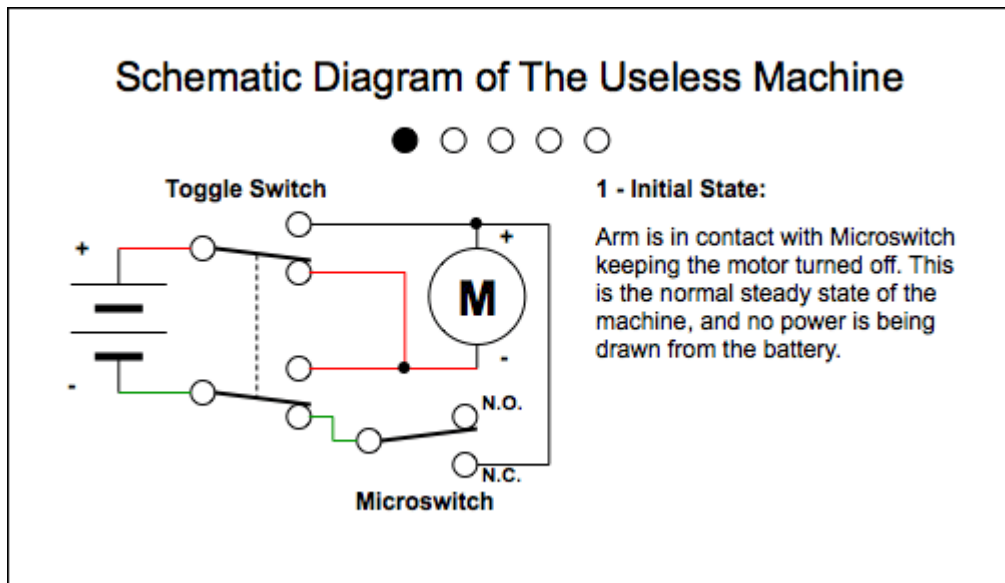 Schematic Diagram of The Useless Machine
Toggle Switch
1 - Initial State:
+
+
Arm is in contact with Microswitch
keeping the motor turned off. This
is the normal steady state of the
machine, and no power is being
drawn from the battery.
M
-
-
N.O.
N.C.
Microswitch